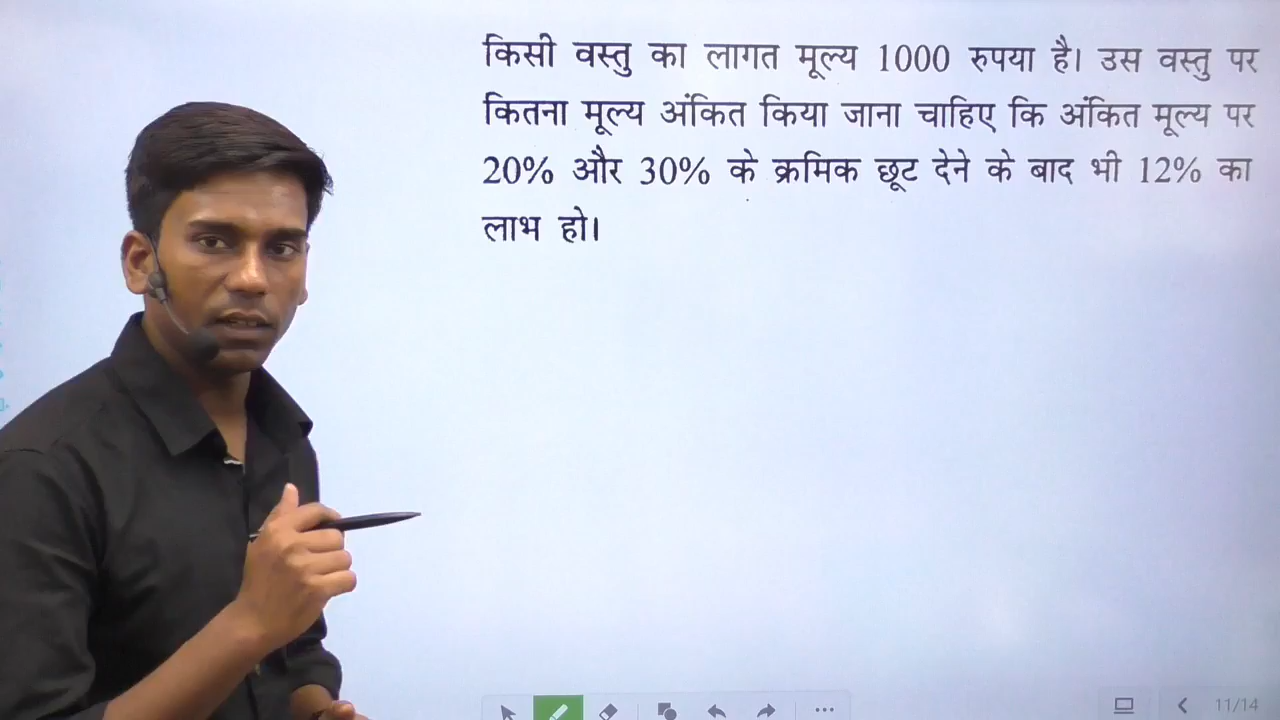 किसी वस्तु का लागत मूल्य 1000 रुपया है। उस वस्तु पर
कितना मूल्य अंकित किया जाना चाहिए कि अंकित मूल्य पर
20% और 30% के क्रमिक छूट देने के बाद भी 12% का
लाभ हो।
11/14